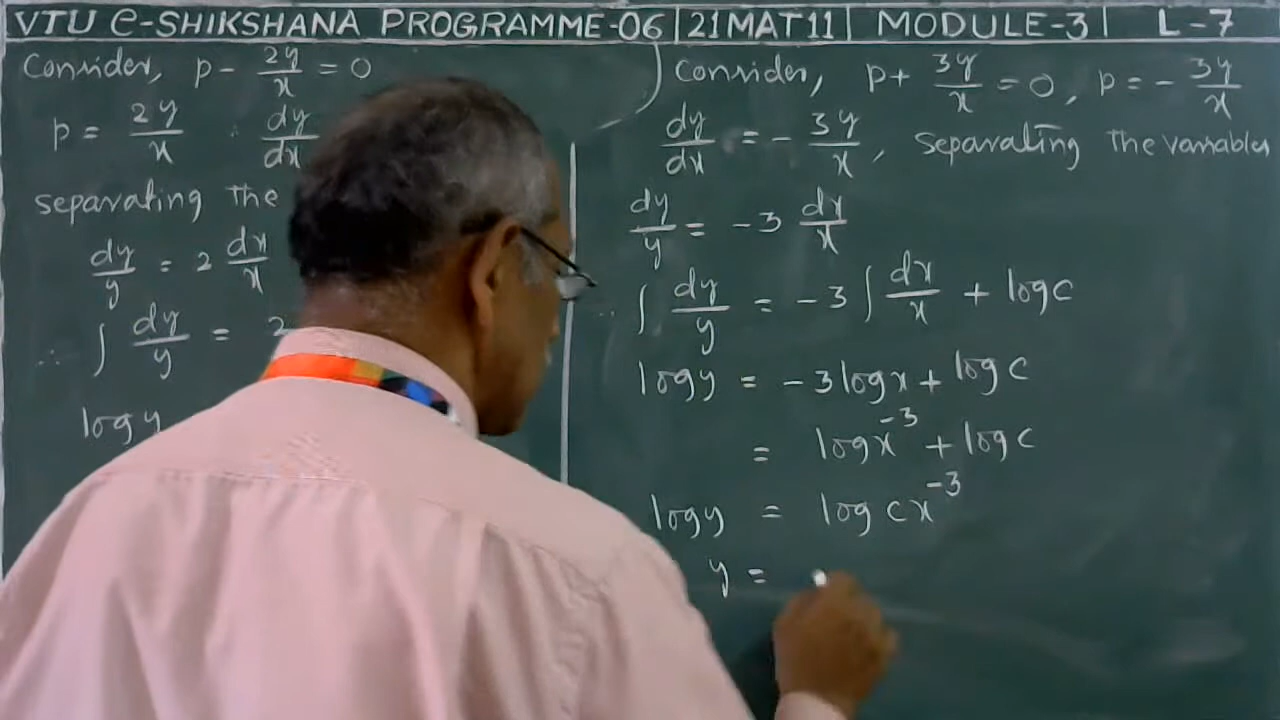 VTU e-SHIKSHANA PROGRAMME-06 | 21MAT11 | MODULE-3 | L-7
Consider, p - 2y/x = 0
p = 2y/x ∴ dy/dx
separating the
dy/y = 2 dx/x
∴ ∫ dy/y = 2
log y
Consider, p + 3y/x = 0, p = - 3y/x
dy/dx = - 3y/x, separating the variables
dy/y = -3 dx/x
∴ ∫ dy/y = -3 ∫ dx/x + log c
log y = -3 log x + log c
= log x⁻³ + log c
log y = log c x⁻³
y =